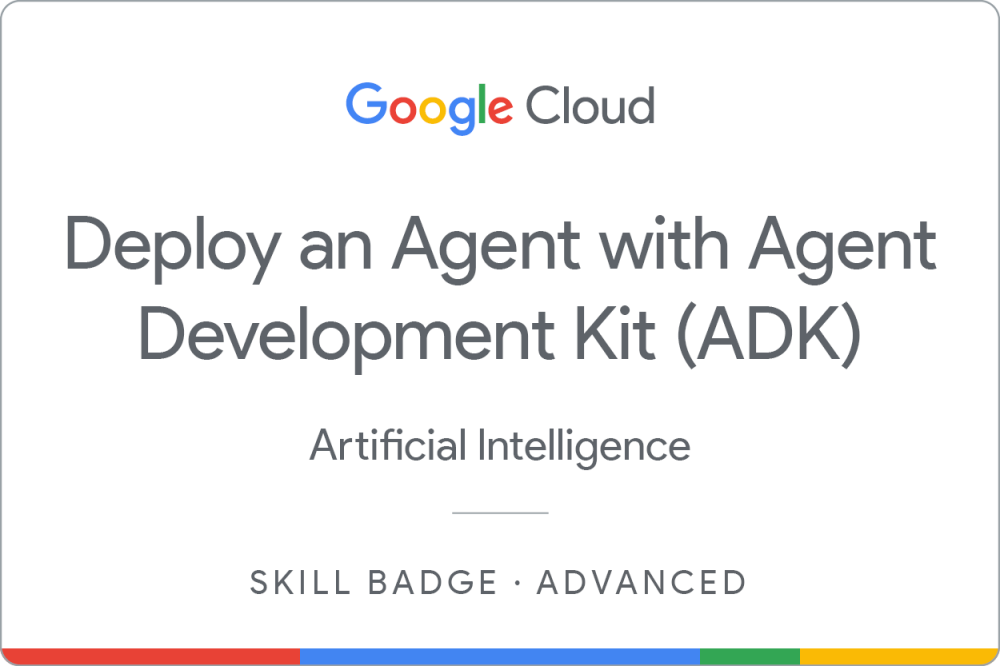 Google Cloud
Deploy an Agent with Agent
Development Kit (ADK)
Artificial Intelligence
SKILL BADGE · ADVANCED